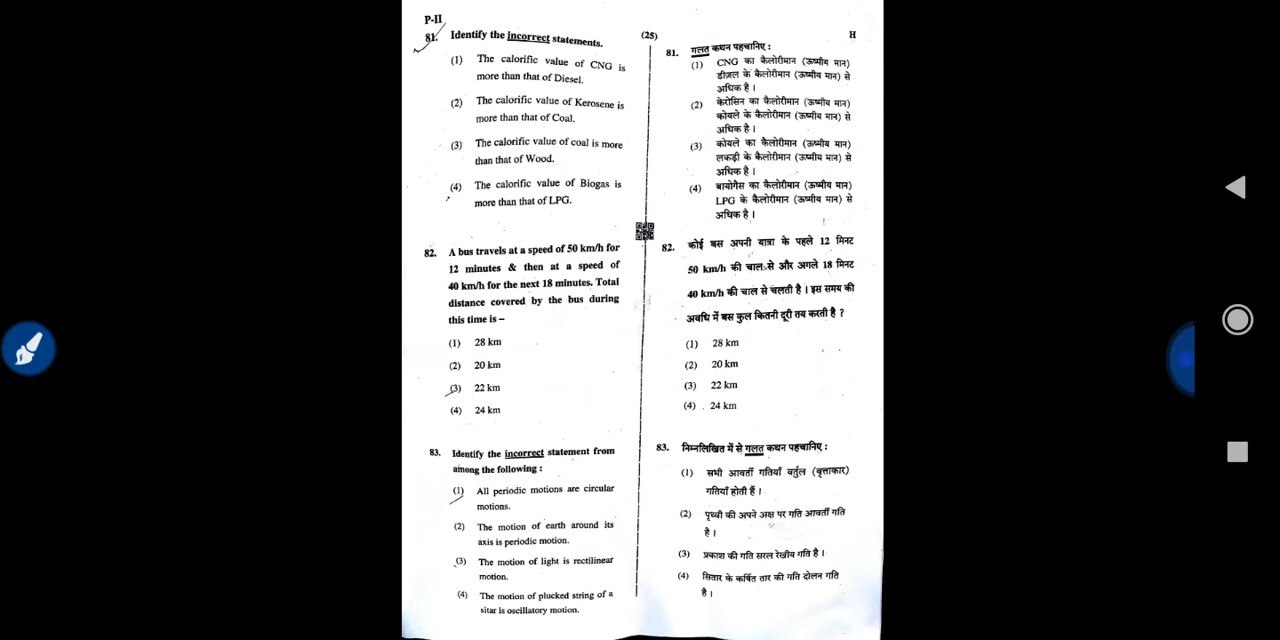 P-II
(25)
H
81. Identify the incorrect statements.
(1) The calorific value of CNG is
more than that of Diesel.
(2) The calorific value of Kerosene is
more than that of Coal.
(3) The calorific value of coal is more
than that of Wood.
(4) The calorific value of Biogas is
more than that of LPG.
82. A bus travels at a speed of 50 km/h for
12 minutes & then at a speed of
40 km/h for the next 18 minutes. Total
distance covered by the bus during
this time is –
(1) 28 km
(2) 20 km
(3) 22 km
(4) 24 km
83. Identify the incorrect statement from
among the following :
(1) All periodic motions are circular
motions.
(2) The motion of earth around its
axis is periodic motion.
(3) The motion of light is rectilinear
motion.
(4) The motion of plucked string of a
sitar is oscillatory motion.
81. गलत कथन पहचानिए :
(1) CNG का कैलोरीमान (ऊष्मीय मान)
डीज़ल के कैलोरीमान (ऊष्मीय मान) से
अधिक है ।
(2) केरोसिन का कैलोरीमान (ऊष्मीय मान)
कोयले के कैलोरीमान (ऊष्मीय मान) से
अधिक है ।
(3) कोयले का कैलोरीमान (ऊष्मीय मान)
लकड़ी के कैलोरीमान (ऊष्मीय मान) से
अधिक है ।
(4) बायोगैस का कैलोरीमान (ऊष्मीय मान)
LPG के कैलोरीमान (ऊष्मीय मान) से
अधिक है ।
82. कोई बस अपनी यात्रा के पहले 12 मिनट
50 km/h की चाल से और अगले 18 मिनट
40 km/h की चाल से चलती है । इस समय की
अवधि में बस कुल कितनी दूरी तय करती है ?
(1) 28 km
(2) 20 km
(3) 22 km
(4) 24 km
83. निम्नलिखित में से गलत कथन पहचानिए :
(1) सभी आवर्ती गतियाँ वर्तुल (वृत्ताकार)
गतियाँ होती हैं ।
(2) पृथ्वी की अपने अक्ष पर गति आवर्ती गति
है ।
(3) प्रकाश की गति सरल रेखीय गति है ।
(4) सितार के कर्षित तार की गति दोलन गति
है ।